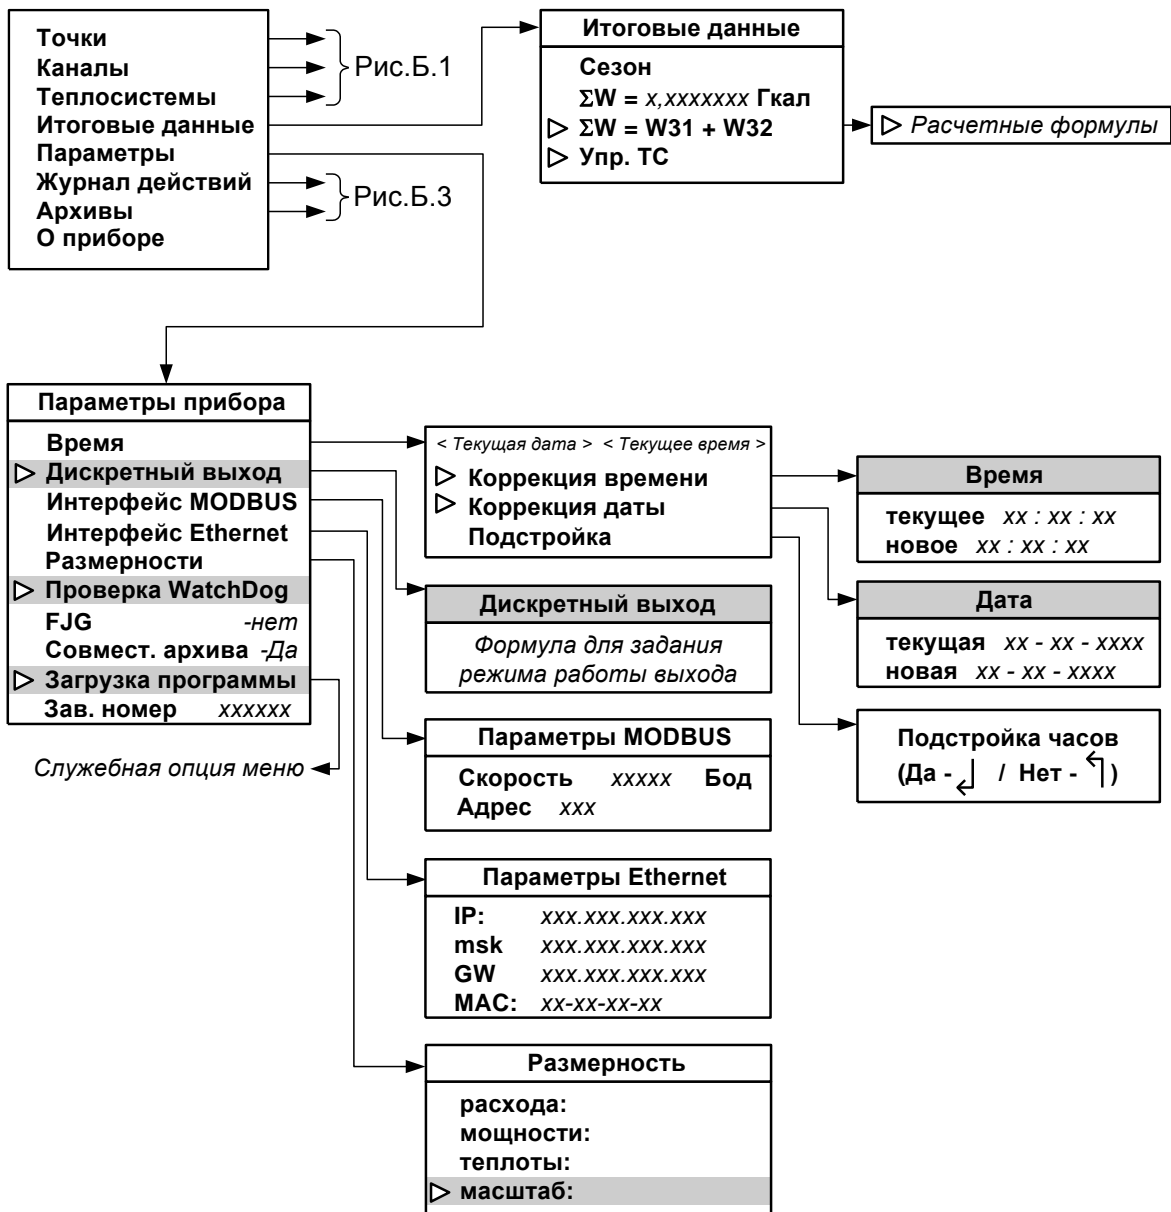 Точки
Каналы
Теплосистемы
Итоговые данные
Параметры
Журнал действий
Архивы
О приборе
Рис.Б.1
Рис.Б.3
Итоговые данные
Сезон
ΣW = x,xxxxxxx Гкал
ΣW = W31 + W32
Упр. ТС
Расчетные формулы
Параметры прибора
Время
Дискретный выход
Интерфейс MODBUS
Интерфейс Ethernet
Размерности
Проверка WatchDog
FJG -нет
Совмест. архива -Да
Загрузка программы
Зав. номер xxxxxx
Служебная опция меню
< Текущая дата > < Текущее время >
Коррекция времени
Коррекция даты
Подстройка
Время
текущее xx : xx : xx
новое xx : xx : xx
Дата
текущая xx - xx - xxxx
новая xx - xx - xxxx
Подстройка часов
(Да - ↲ / Нет - ↰)
Дискретный выход
Формула для задания
режима работы выхода
Параметры MODBUS
Скорость xxxxx Бод
Адрес xxx
Параметры Ethernet
IP: xxx.xxx.xxx.xxx
msk xxx.xxx.xxx.xxx
GW xxx.xxx.xxx.xxx
MAC: xx-xx-xx-xx
Размерность
расхода:
мощности:
теплоты:
масштаб: